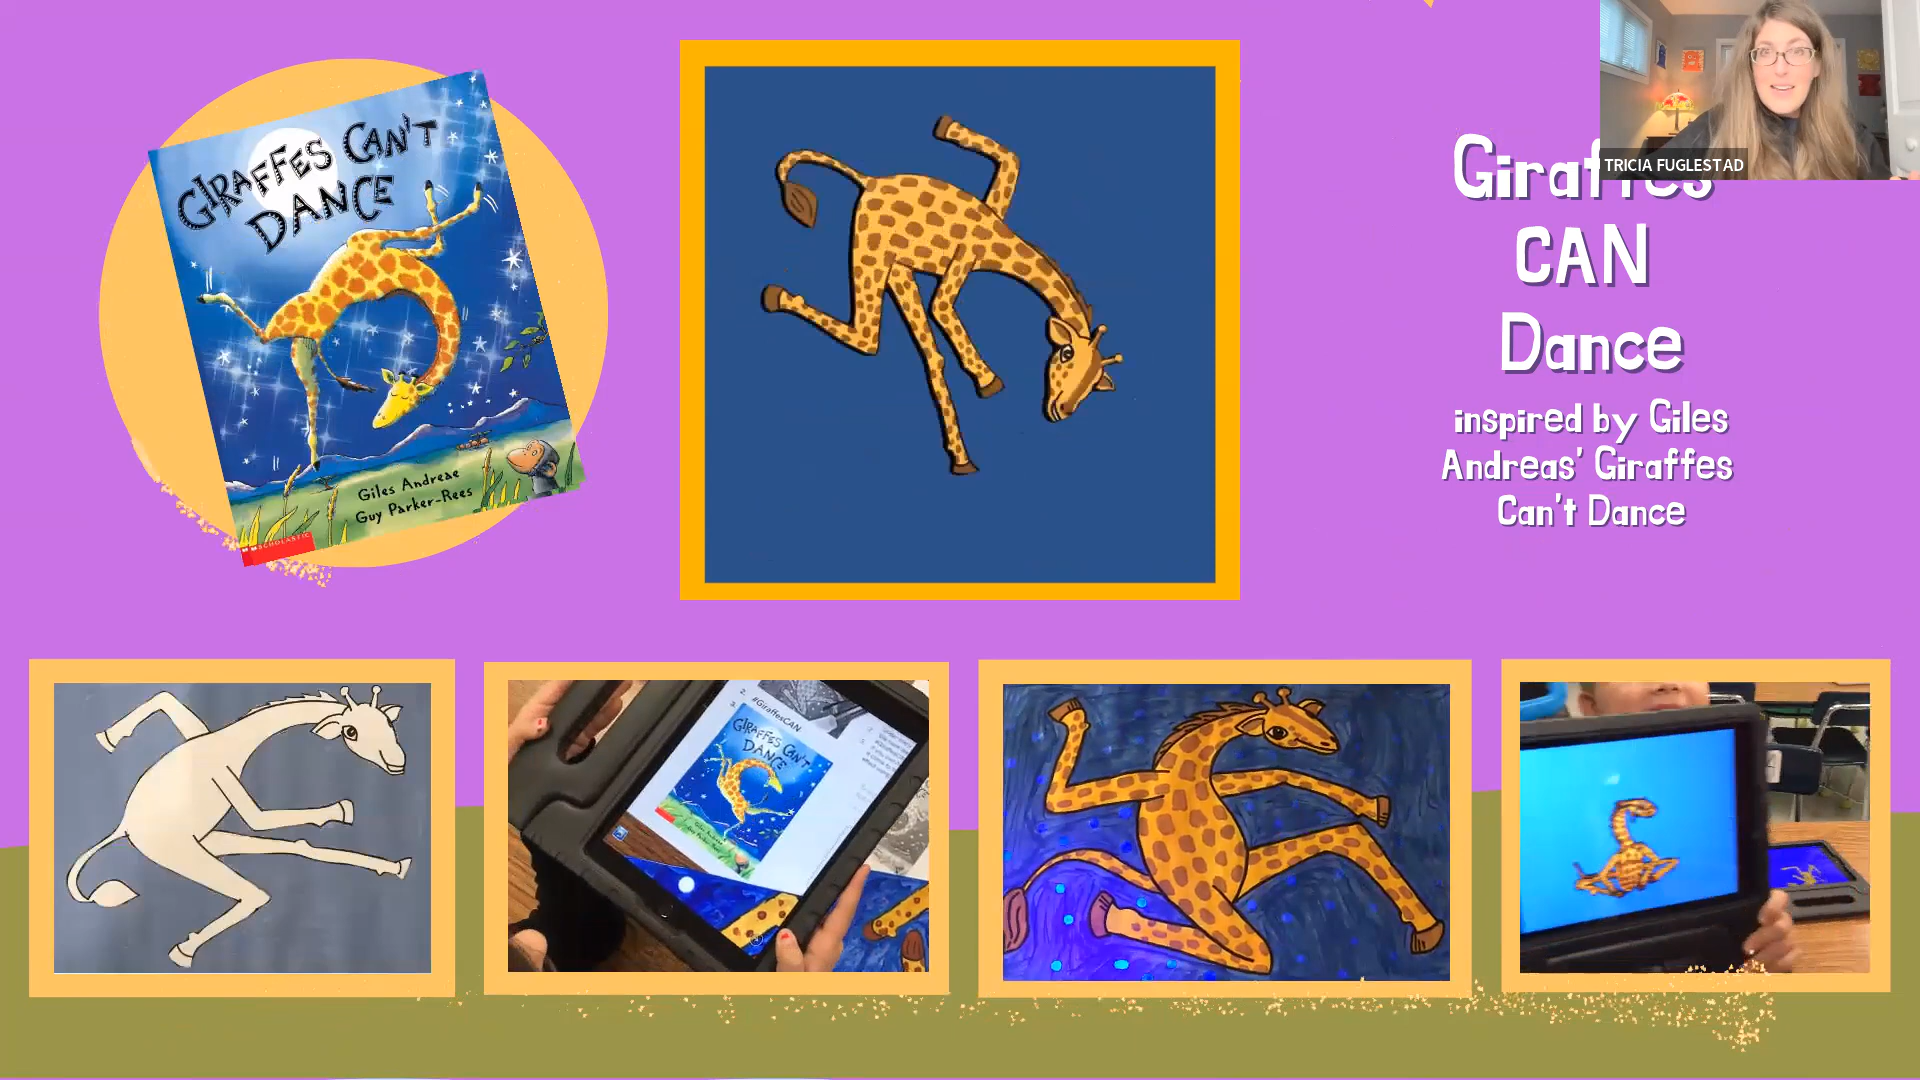 GIRAFFES CAN'T
DANCE
Giles Andreae
Guy Parker-Rees
SCHOLASTIC
TRICIA FUGLESTAD
Giraffes
CAN
Dance
inspired by Giles
Andreas' Giraffes
Can't Dance
#GiraffesCAN
GIRAFFES CAN'T
DANCE